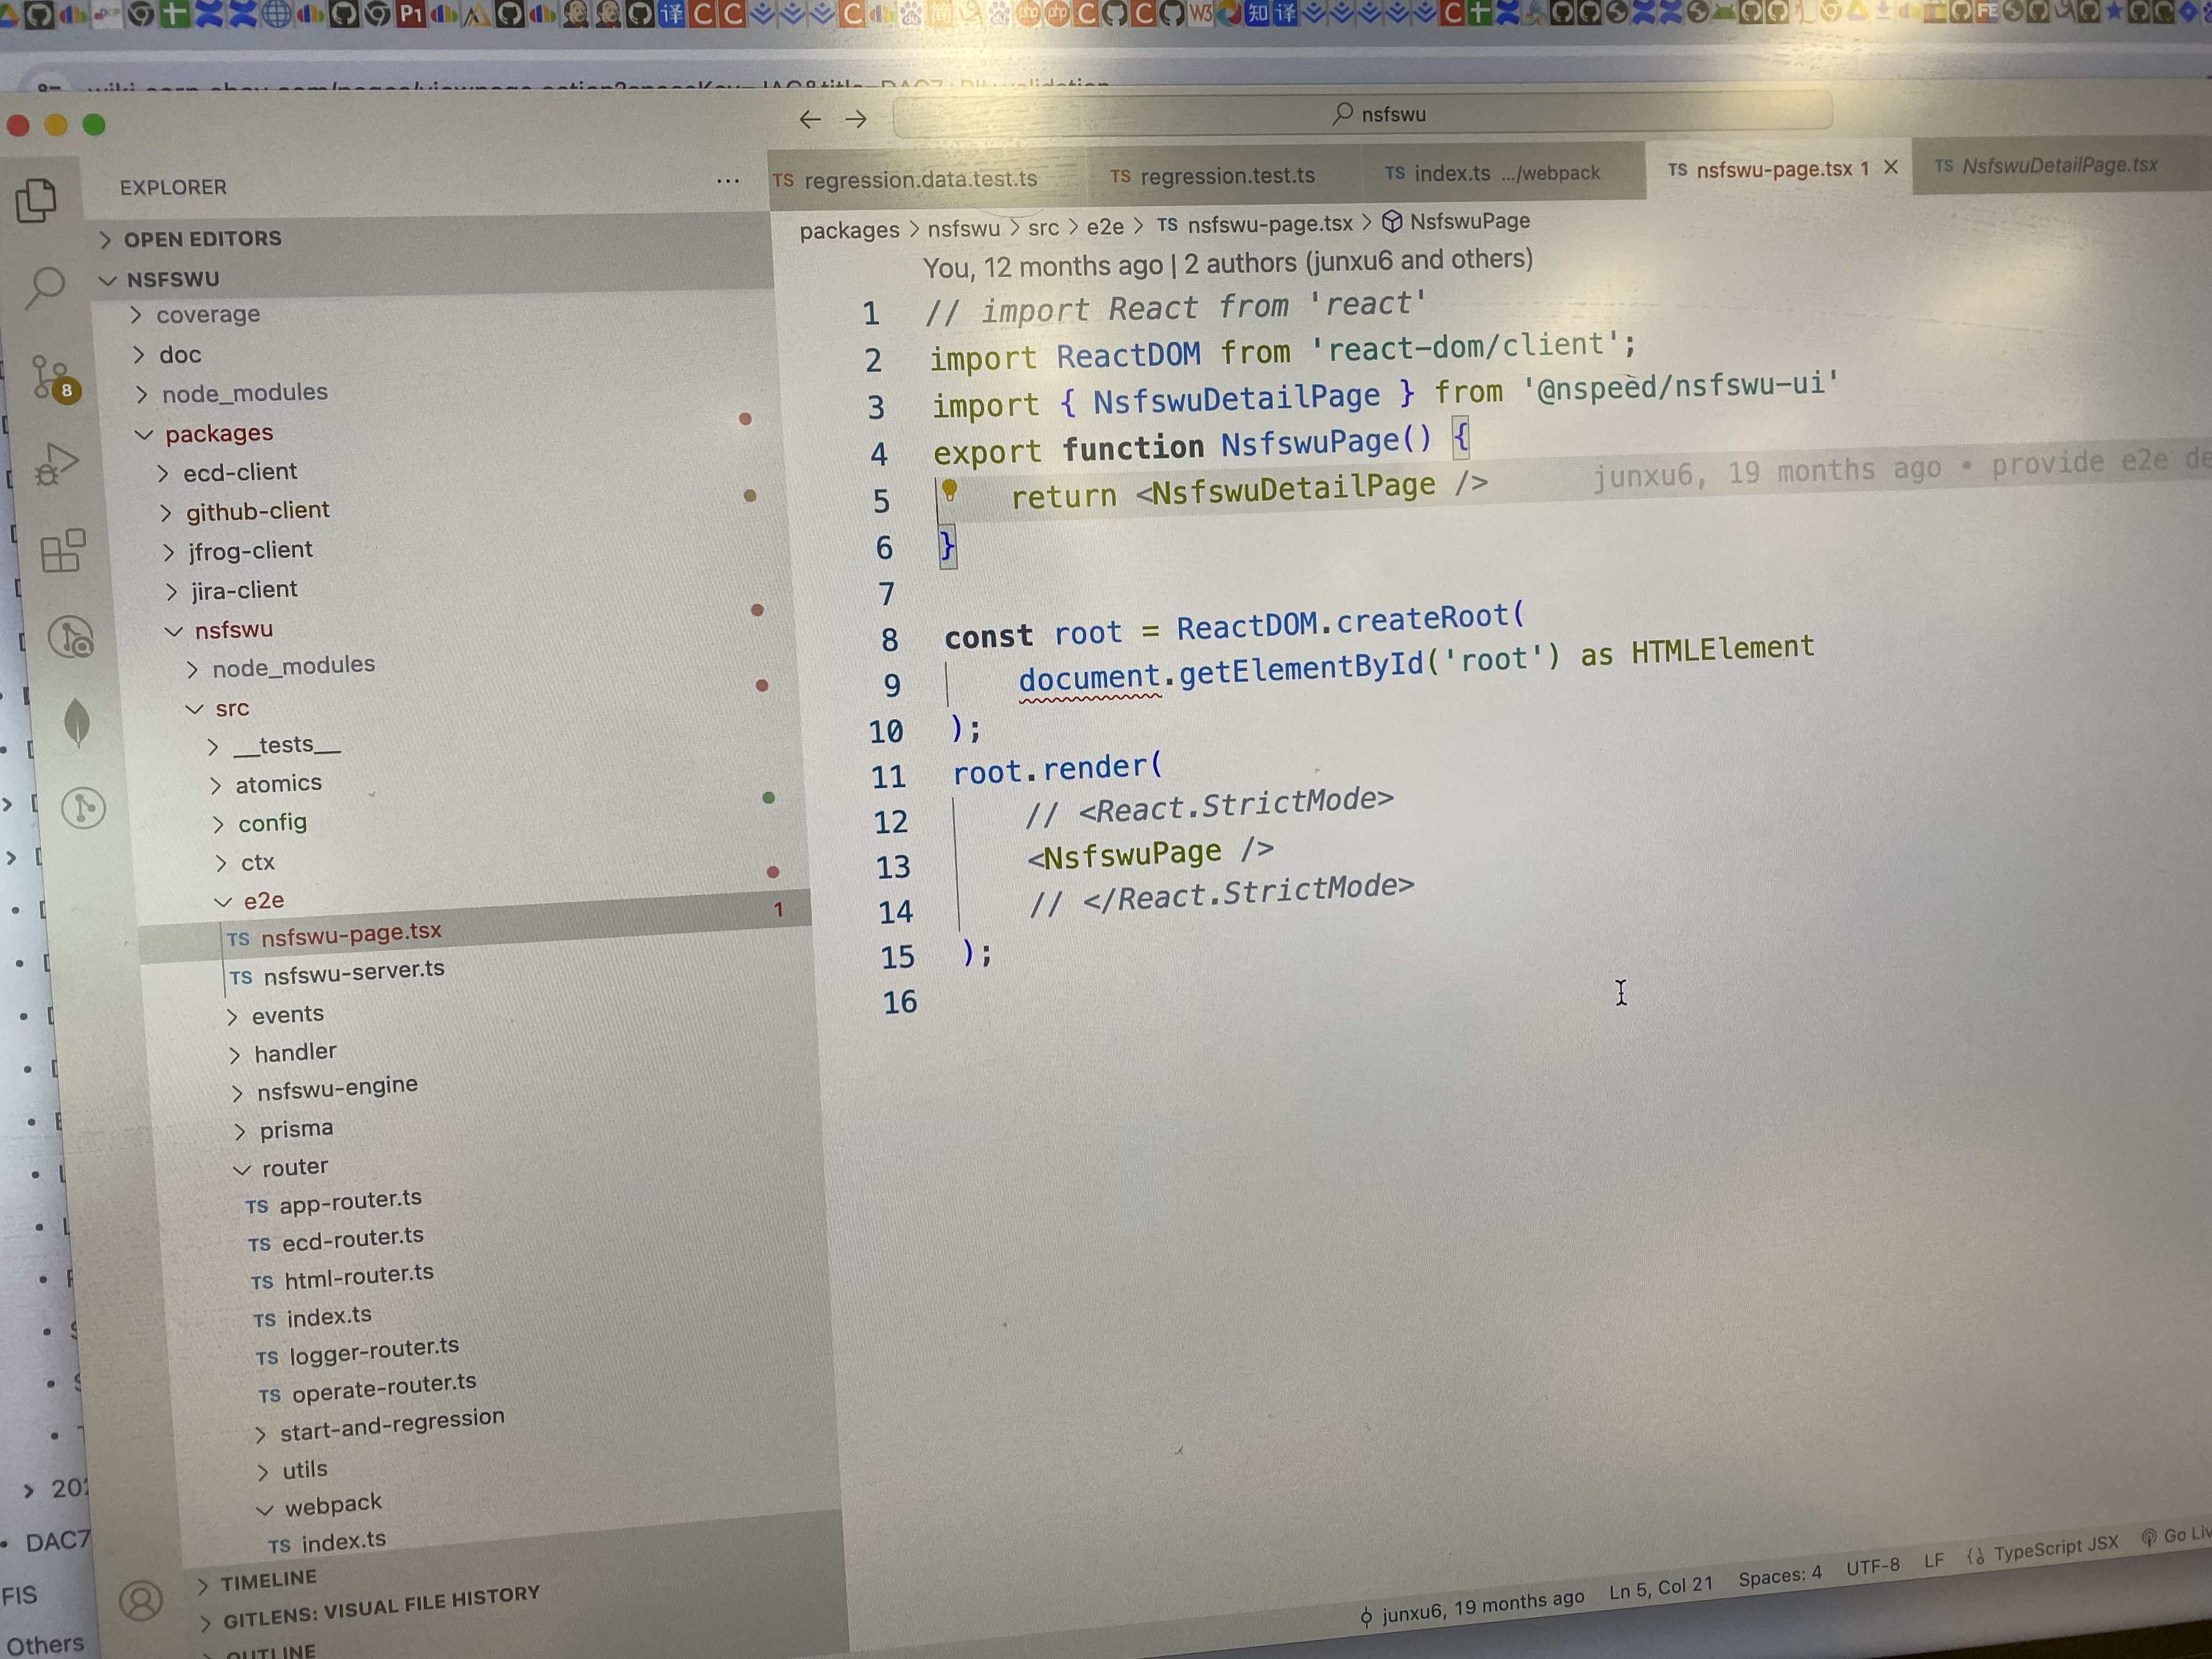 nsfswu
EXPLORER
OPEN EDITORS
NSFSWU
coverage
doc
node_modules
packages
ecd-client
github-client
jfrog-client
jira-client
nsfswu
node_modules
src
__tests__
atomics
config
ctx
e2e
TS nsfswu-page.tsx 1
TS nsfswu-server.ts
events
handler
nsfswu-engine
prisma
router
TS app-router.ts
TS ecd-router.ts
TS html-router.ts
TS index.ts
TS logger-router.ts
TS operate-router.ts
start-and-regression
utils
webpack
TS index.ts
TIMELINE
GITLENS: VISUAL FILE HISTORY
OUTLINE
8
TS regression.data.test.ts
TS regression.test.ts
TS index.ts .../webpack
TS nsfswu-page.tsx 1
TS NsfswuDetailPage.tsx
packages > nsfswu > src > e2e > TS nsfswu-page.tsx > NsfswuPage
You, 12 months ago | 2 authors (junxu6 and others)
1 // import React from 'react'
2 import ReactDOM from 'react-dom/client';
3 import { NsfswuDetailPage } from '@nspeed/nsfswu-ui'
4 export function NsfswuPage() {
5 return <NsfswuDetailPage /> junxu6, 19 months ago • provide e2e de
6 }
7
8 const root = ReactDOM.createRoot(
9 document.getElementById('root') as HTMLElement
10 );
11 root.render(
12 // <React.StrictMode>
13 <NsfswuPage />
14 // </React.StrictMode>
15 );
16
junxu6, 19 months ago Ln 5, Col 21 Spaces: 4 UTF-8 LF TypeScript JSX Go Liv
DAC7
FIS
Others